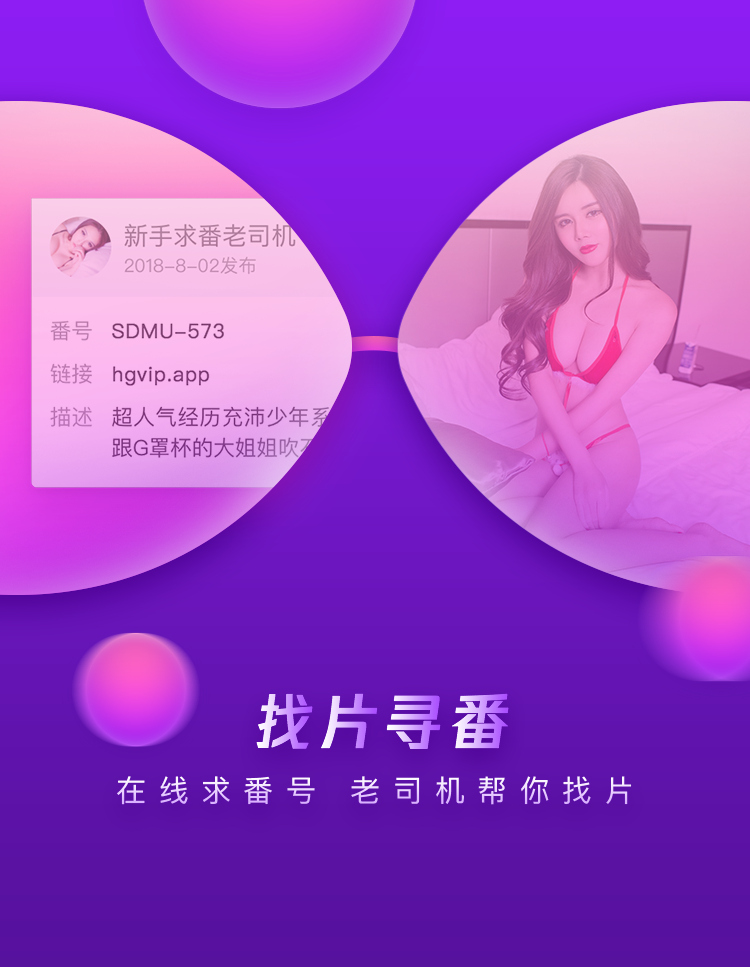 新手求番老司机
2018-8-02发布
番号 SDMU-573
链接 hgvip.app
描述 超人气经历充沛少年系
跟G罩杯的大姐姐吹
找片寻番
在线求番号 老司机帮你找片